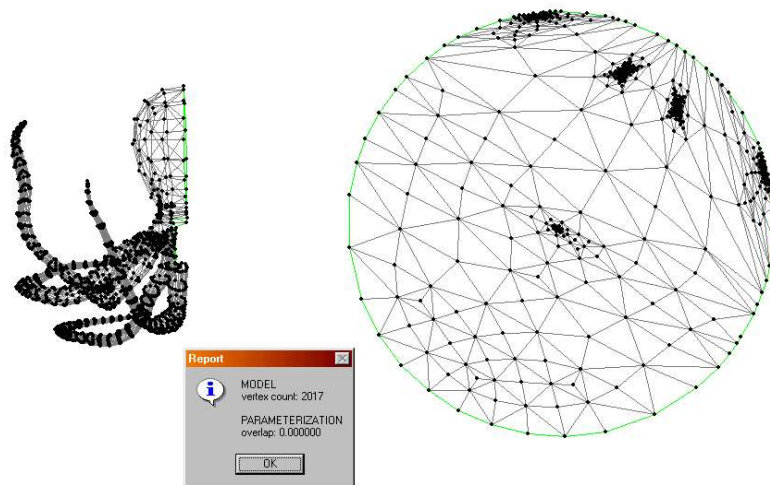 Report
MODEL
vertex count: 2017
PARAMETERIZATION
overlap: 0.000000
OK